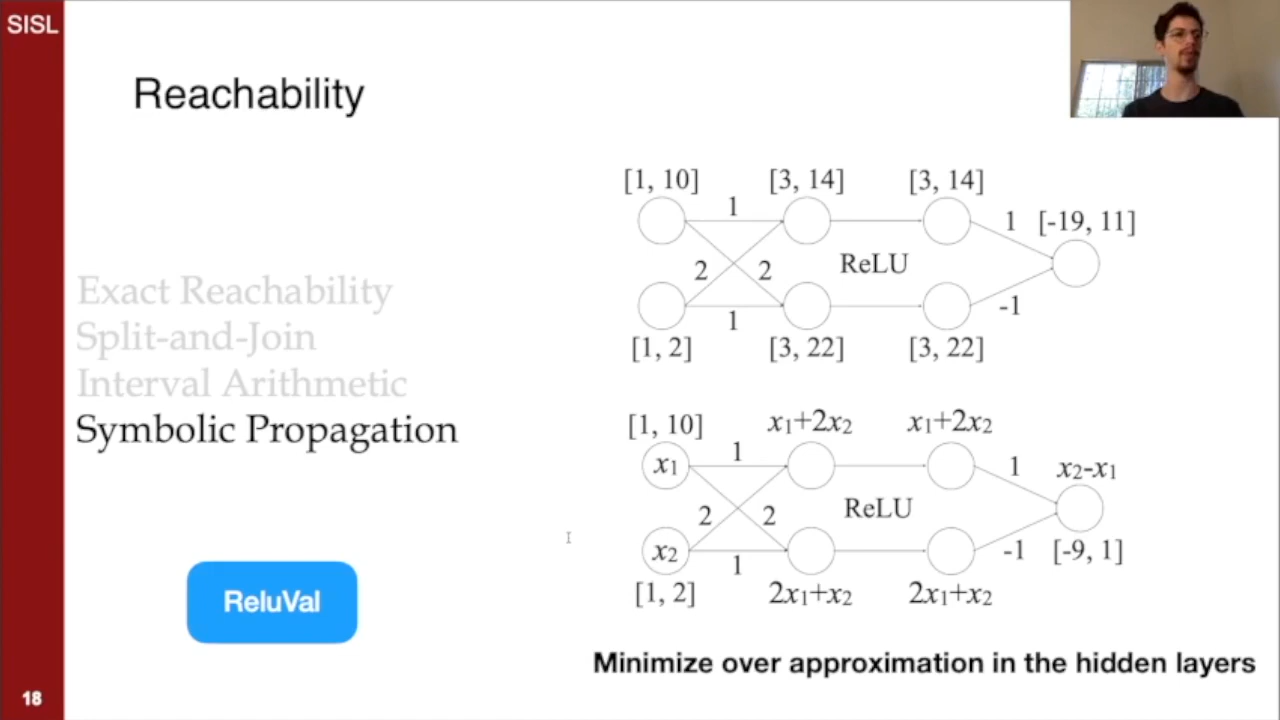 SISL
Reachability
Exact Reachability
Split-and-Join
Interval Arithmetic
Symbolic Propagation
ReluVal
[1, 10] [3, 14] [3, 14]
1 1 [-19, 11]
2 2 ReLU
1 -1
[1, 2] [3, 22] [3, 22]
[1, 10] x1+2x2 x1+2x2
x1 1 1 x2-x1
2 2 ReLU
x2 1 -1 [-9, 1]
[1, 2] 2x1+x2 2x1+x2
Minimize over approximation in the hidden layers
18